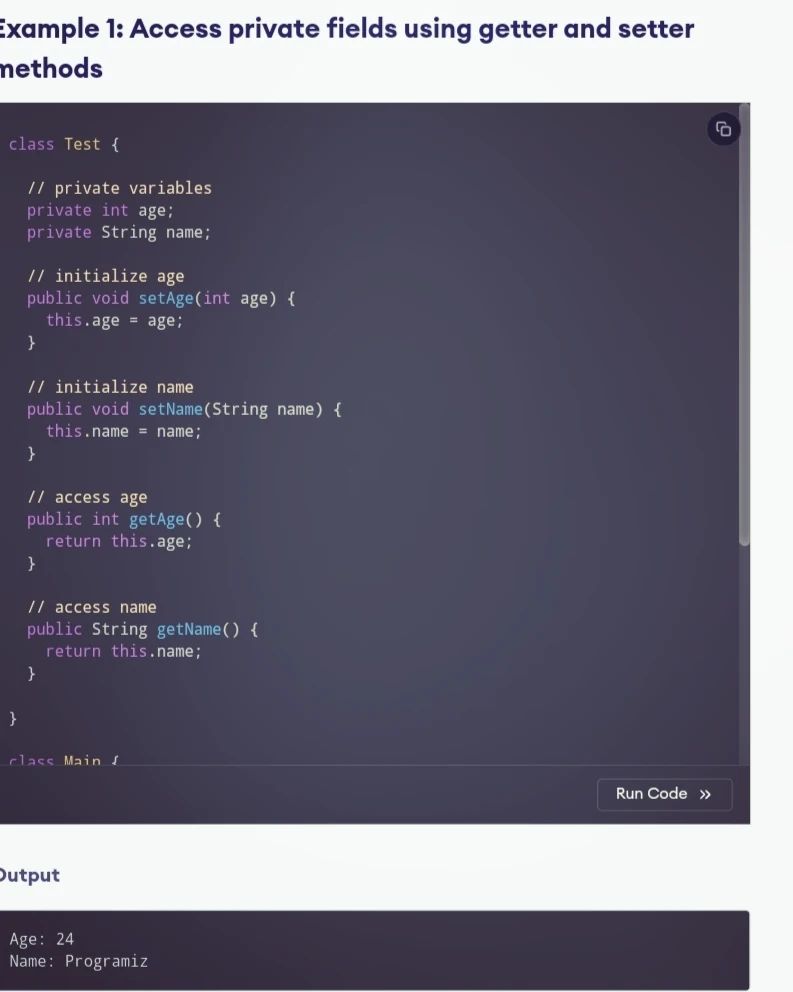 Example 1: Access private fields using getter and setter
methods
class Test {
// private variables
private int age;
private String name;
// initialize age
public void setAge(int age) {
this.age = age;
}
// initialize name
public void setName(String name) {
this.name = name;
}
// access age
public int getAge() {
return this.age;
}
// access name
public String getName() {
return this.name;
}
}
class Main {
Run Code »
Output
Age: 24
Name: Programiz